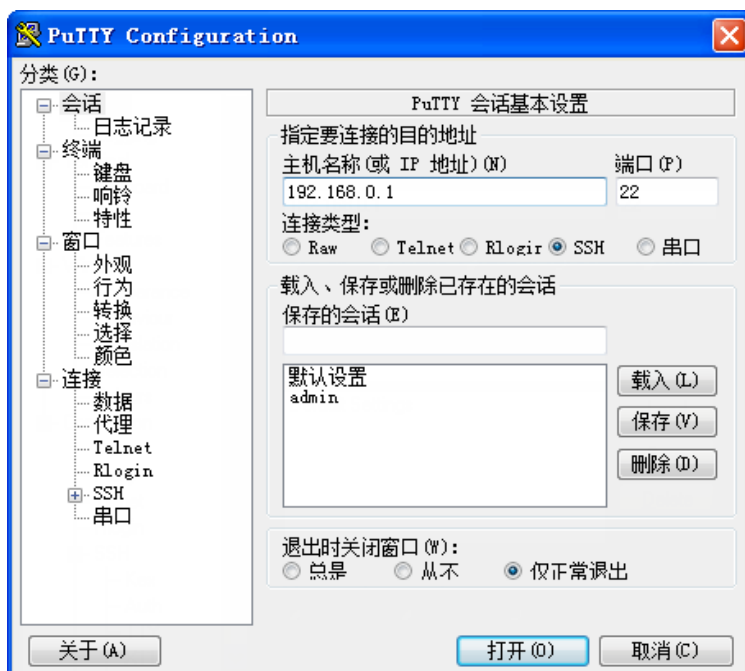 PuTTY Configuration
分类(G):
会话
日志记录
终端
键盘
响铃
特性
窗口
外观
行为
转换
选择
颜色
连接
数据
代理
Telnet
Rlogin
SSH
串口
PuTTY 会话基本设置
指定要连接的目的地址
主机名称(或 IP 地址)(N) 端口(P)
192.168.0.1 22
连接类型:
Raw Telnet Rlogir SSH 串口
载入、保存或删除已存在的会话
保存的会话(E)
默认设置
admin
载入(L)
保存(V)
删除(D)
退出时关闭窗口(W):
总是 从不 仅正常退出
关于(A) 打开(O) 取消(C)